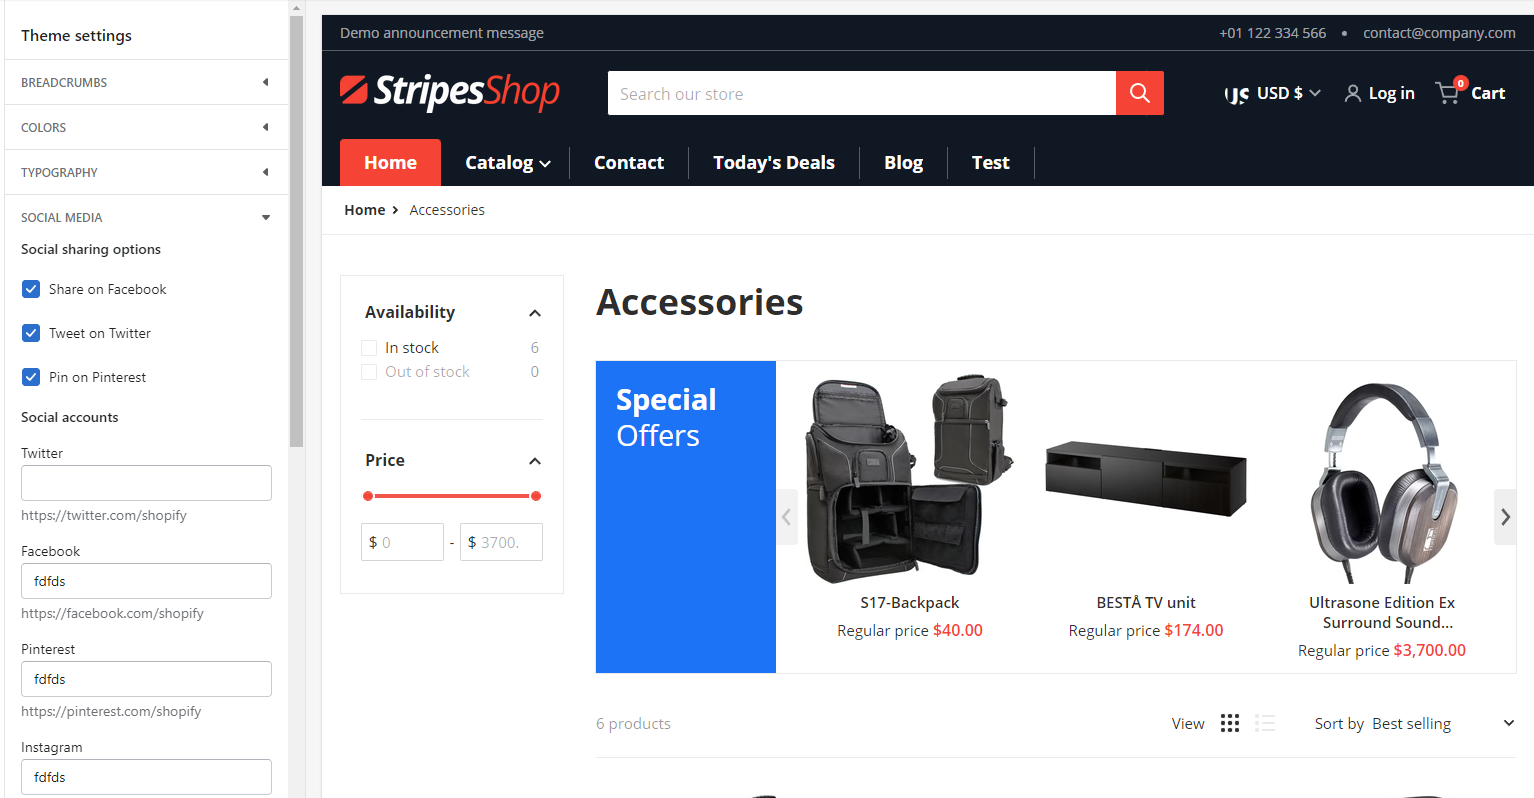 Theme settings
BREADCRUMBS
COLORS
TYPOGRAPHY
SOCIAL MEDIA
Social sharing options
Share on Facebook
Tweet on Twitter
Pin on Pinterest
Social accounts
Twitter
https://twitter.com/shopify
Facebook
fdfds
https://facebook.com/shopify
Pinterest
fdfds
https://pinterest.com/shopify
Instagram
fdfds
Demo announcement message
+01 122 334 566 • contact@company.com
StripesShop
Search our store
USD $
Log in
0
Cart
Home Catalog Contact Today's Deals Blog Test
Home Accessories
Availability
In stock 6
Out of stock 0
Price
$ 0 - $ 3700.
Accessories
Special
Offers
S17-Backpack
Regular price $40.00
BESTÅ TV unit
Regular price $174.00
Ultrasone Edition Ex
Surround Sound...
Regular price $3,700.00
6 products
View
Sort by Best selling